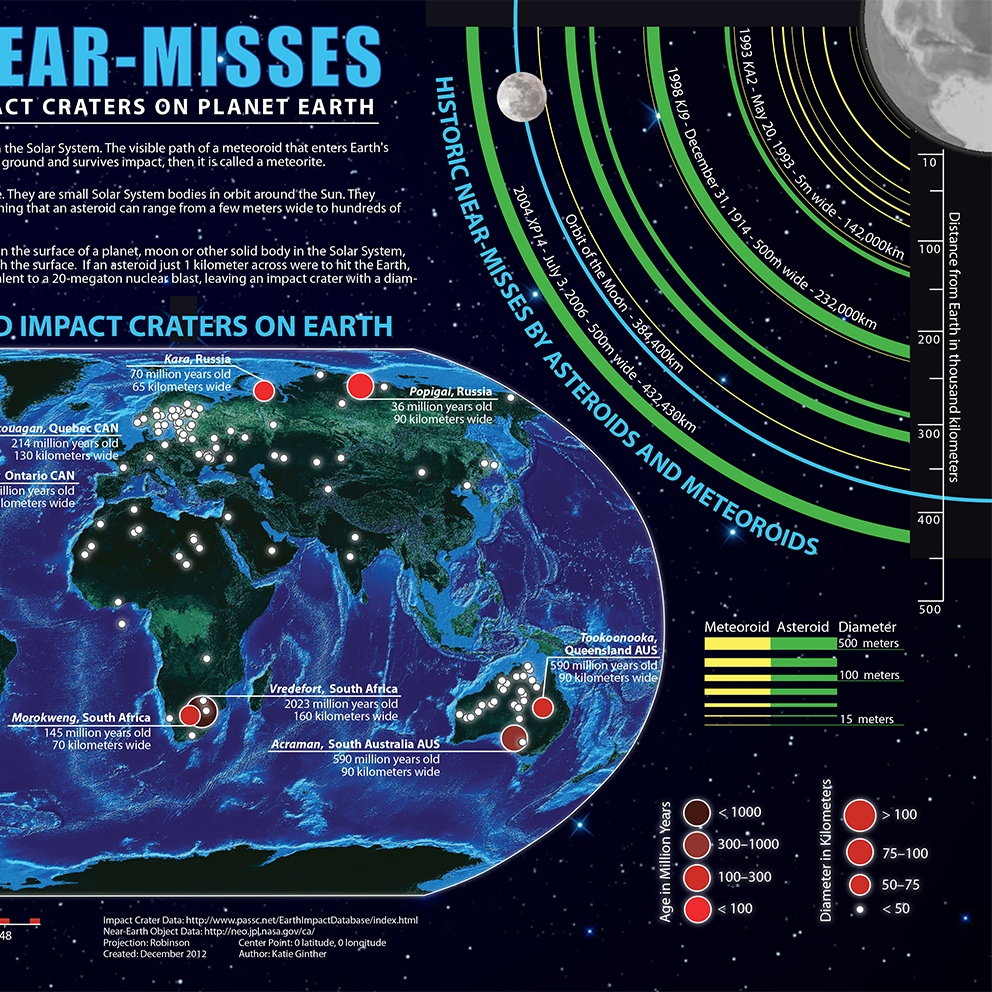 EAR-MISSES
ACT CRATERS ON PLANET EARTH
the Solar System. The visible path of a meteoroid that enters Earth's
ground and survives impact, then it is called a meteorite.
They are small Solar System bodies in orbit around the Sun. They
ning that an asteroid can range from a few meters wide to hundreds of
n the surface of a planet, moon or other solid body in the Solar System,
h the surface. If an asteroid just 1 kilometer across were to hit the Earth,
lent to a 20-megaton nuclear blast, leaving an impact crater with a diam-
D IMPACT CRATERS ON EARTH
Kara, Russia
70 million years old
65 kilometers wide
Popigai, Russia
36 million years old
90 kilometers wide
couagan, Quebec CAN
214 million years old
130 kilometers wide
Ontario CAN
illion years old
lometers wide
Tookoonooka,
Queensland AUS
590 million years old
90 kilometers wide
Vredefort, South Africa
2023 million years old
160 kilometers wide
Morokweng, South Africa
145 million years old
70 kilometers wide
Acraman, South Australia AUS
590 million years old
90 kilometers wide
48
Impact Crater Data: http://www.passc.net/EarthImpactDatabase/index.html
Near-Earth Object Data: http://neo.jpl.nasa.gov/ca/
Projection: Robinson Center Point: 0 latitude, 0 longitude
Created: December 2012 Author: Katie Ginther
HISTORIC NEAR-MISSES BY ASTEROIDS AND METEOROIDS
2004 XP14 - July 3, 2006 - 500m wide - 432,430km
Orbit of the Moon - 384,400km
1998 KJ9 - December 31, 1914 - 500m wide - 232,000km
1993 KA2 - May 20, 1993 - 5m wide - 142,000km
10
100
200
300
400
500
Distance from Earth in thousand kilometers
Meteoroid Asteroid Diameter
500 meters
100 meters
15 meters
Age in Million Years
< 1000
300–1000
100–300
< 100
Diameter in Kilometers
> 100
75–100
50–75
< 50